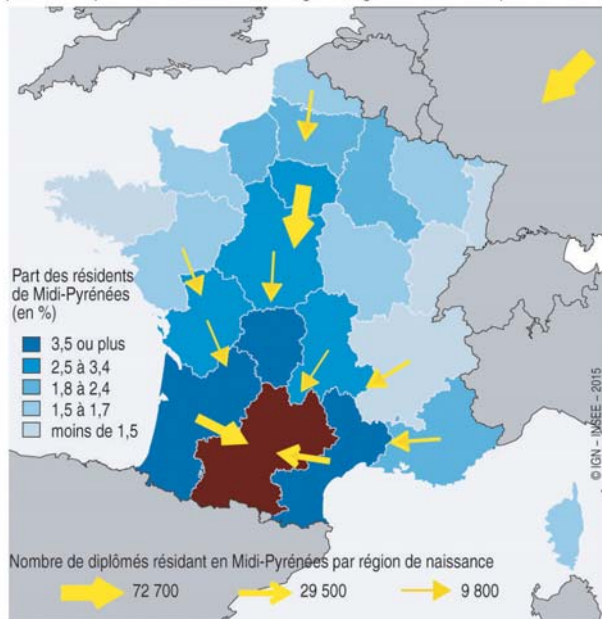 Part des résidents
de Midi-Pyrénées
(en %)
3,5 ou plus
2,5 à 3,4
1,8 à 2,4
1,5 à 1,7
moins de 1,5
© IGN – INSEE – 2015
Nombre de diplômés résidant en Midi-Pyrénées par région de naissance
72 700
29 500
9 800